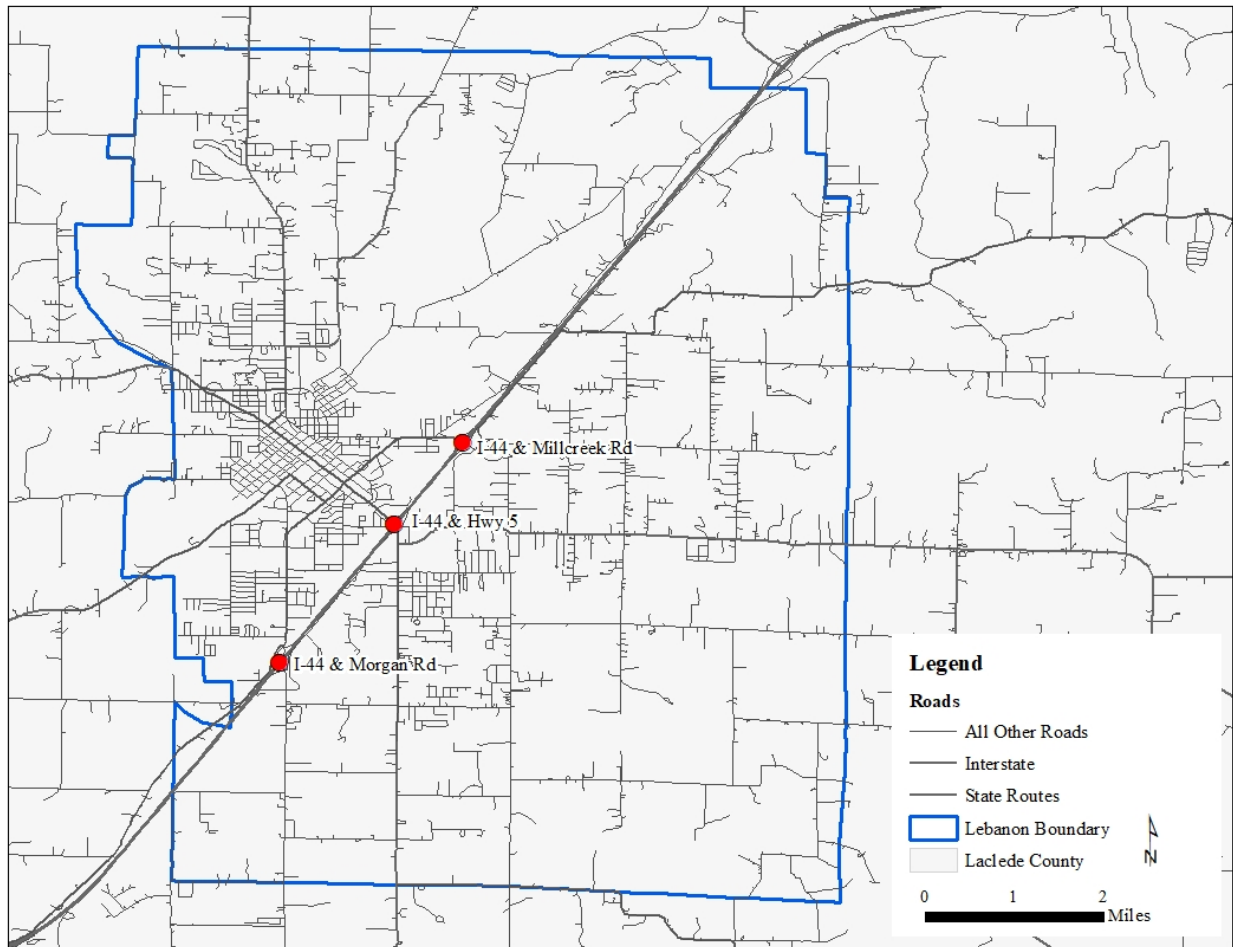 I-44 & Millcreek Rd
I-44 & Hwy 5
I-44 & Morgan Rd
Legend
Roads
All Other Roads
Interstate
State Routes
Lebanon Boundary
Laclede County
N
0 1 2
Miles